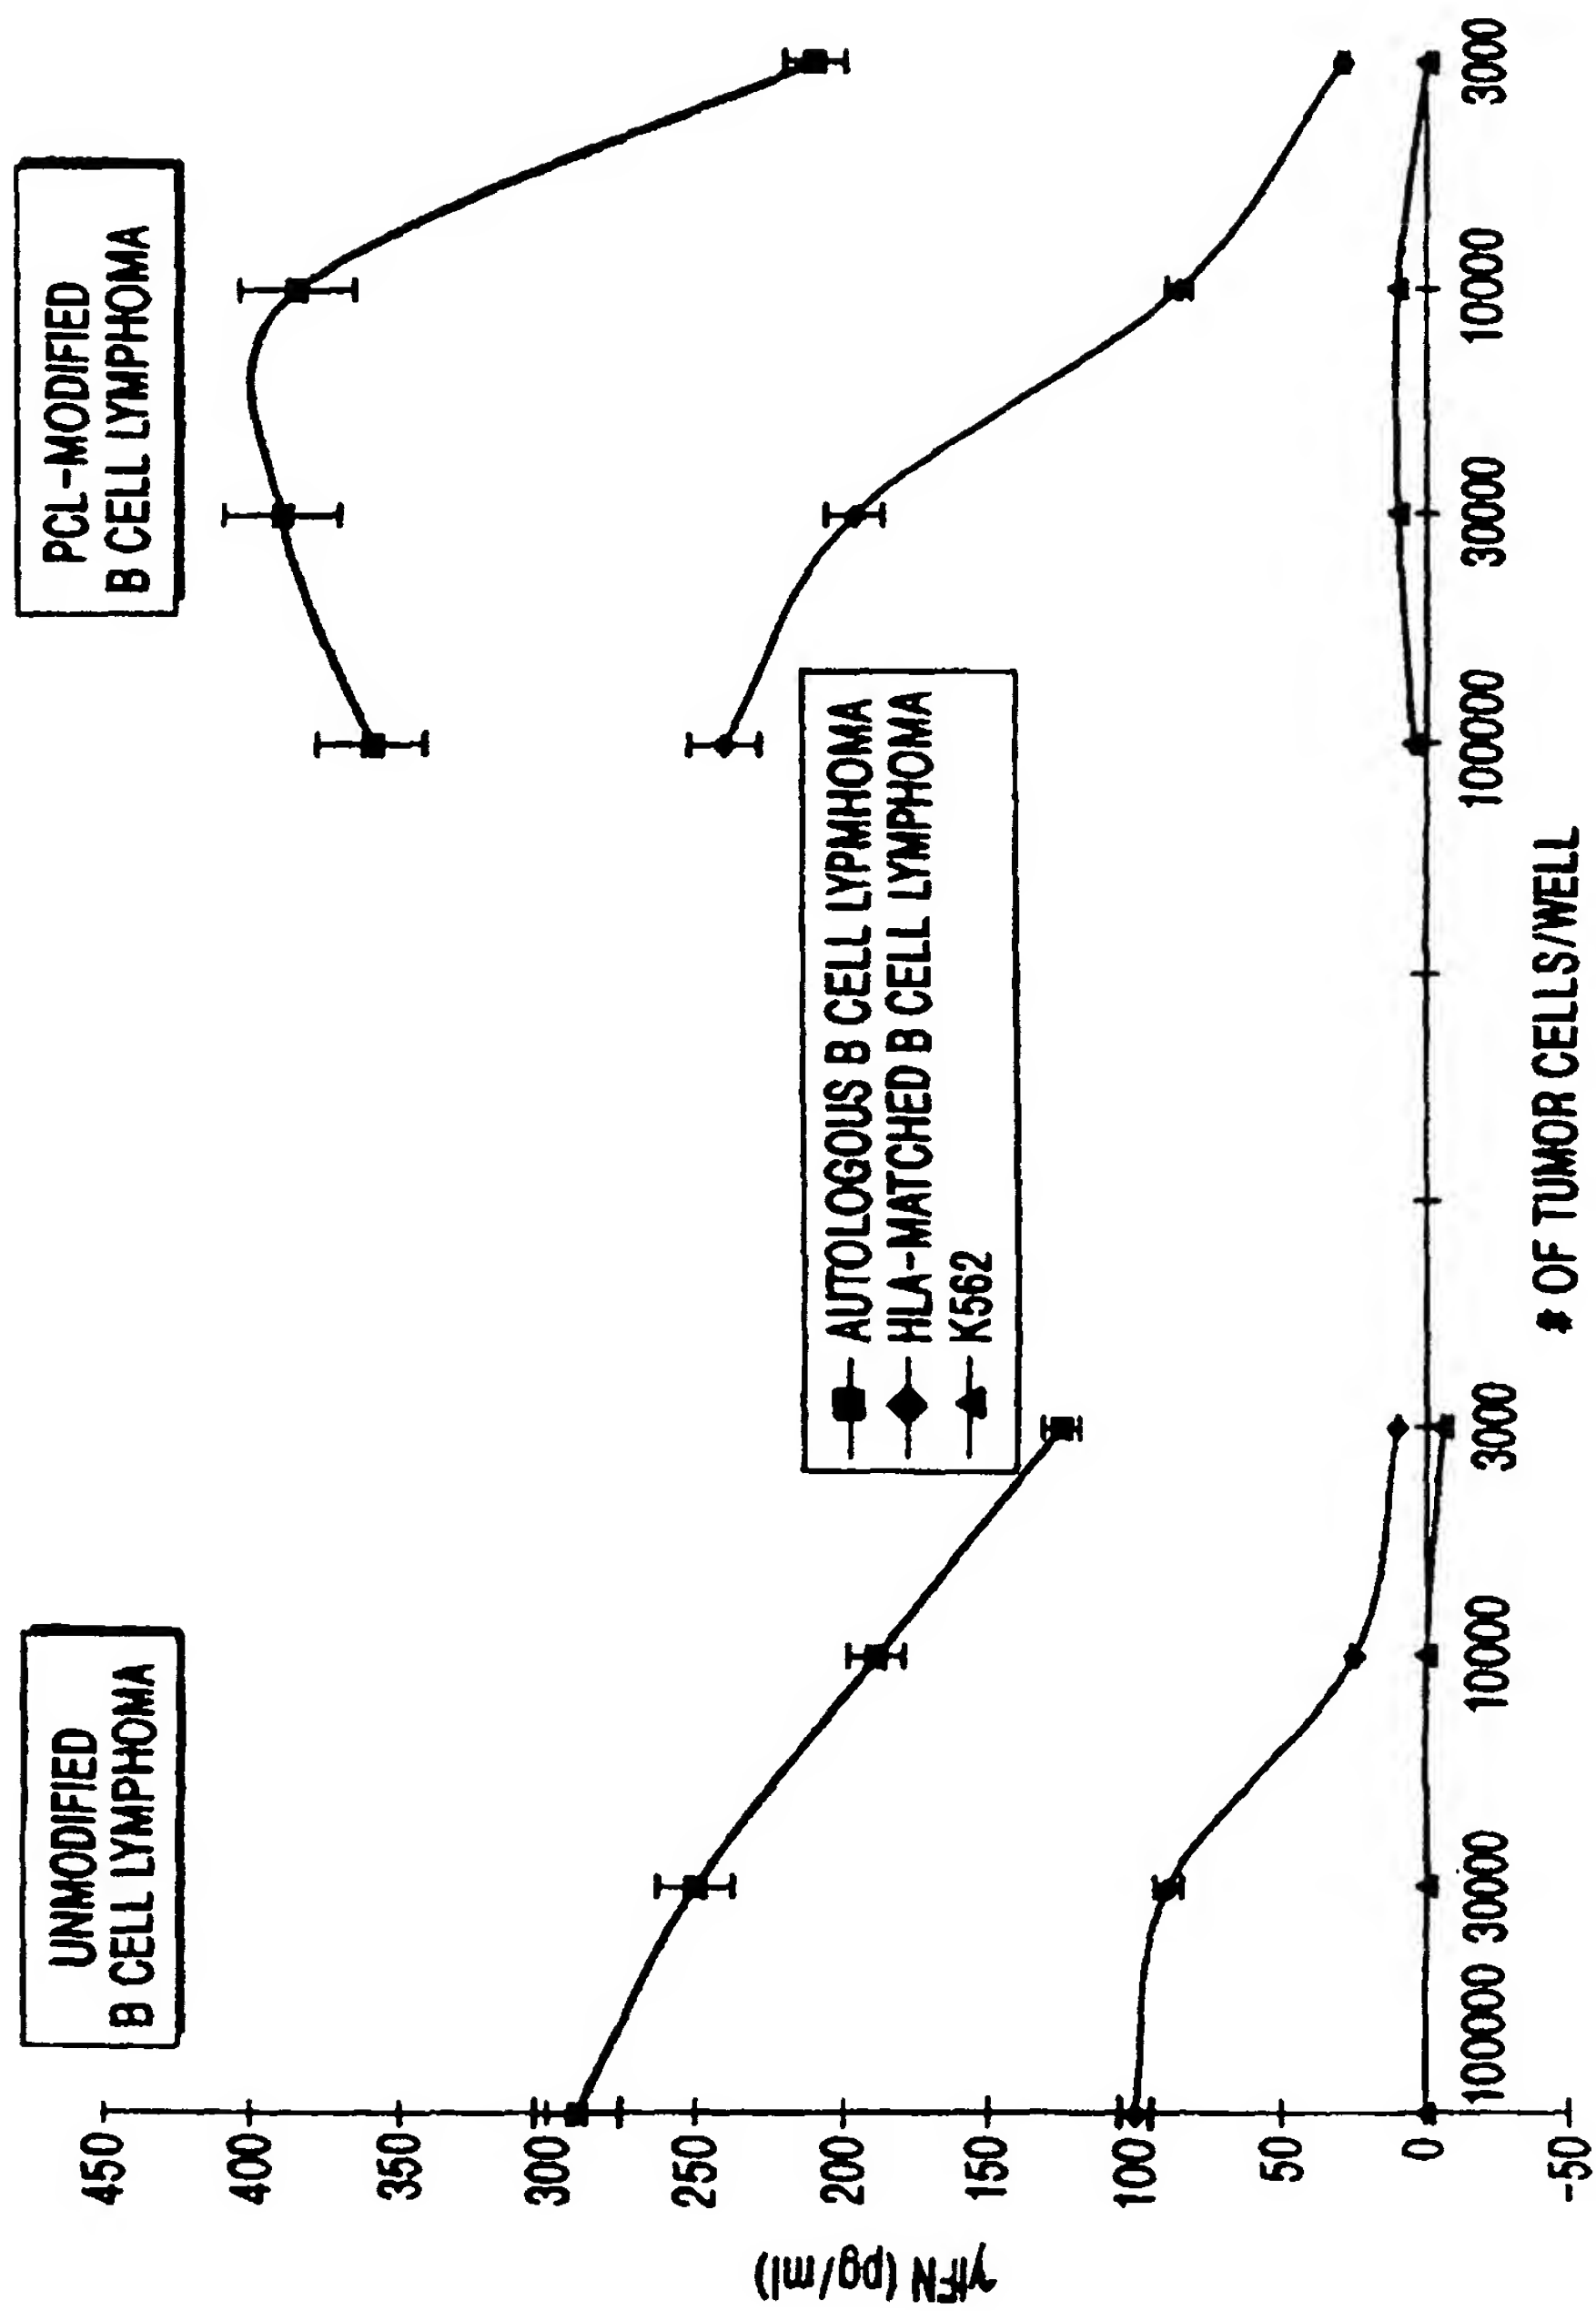 UNMODIFIED
B CELL LYMPHOMA
PCL-MODIFIED
B CELL LYMPHOMA
450
400
350
300
250
200
150
100
50
0
-50
γIFN (pg/ml)
AUTOLOGOUS B CELL LYPMHOMA
HLA-MATCHED B CELL LYMPHOMA
K562
100000 30000 10000 3000 100000 30000 10000 3000
# OF TUMOR CELLS/WELL